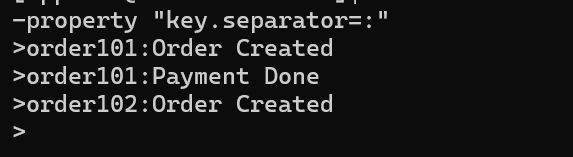 -property "key.separator=:"
>order101:Order Created
>order101:Payment Done
>order102:Order Created
>